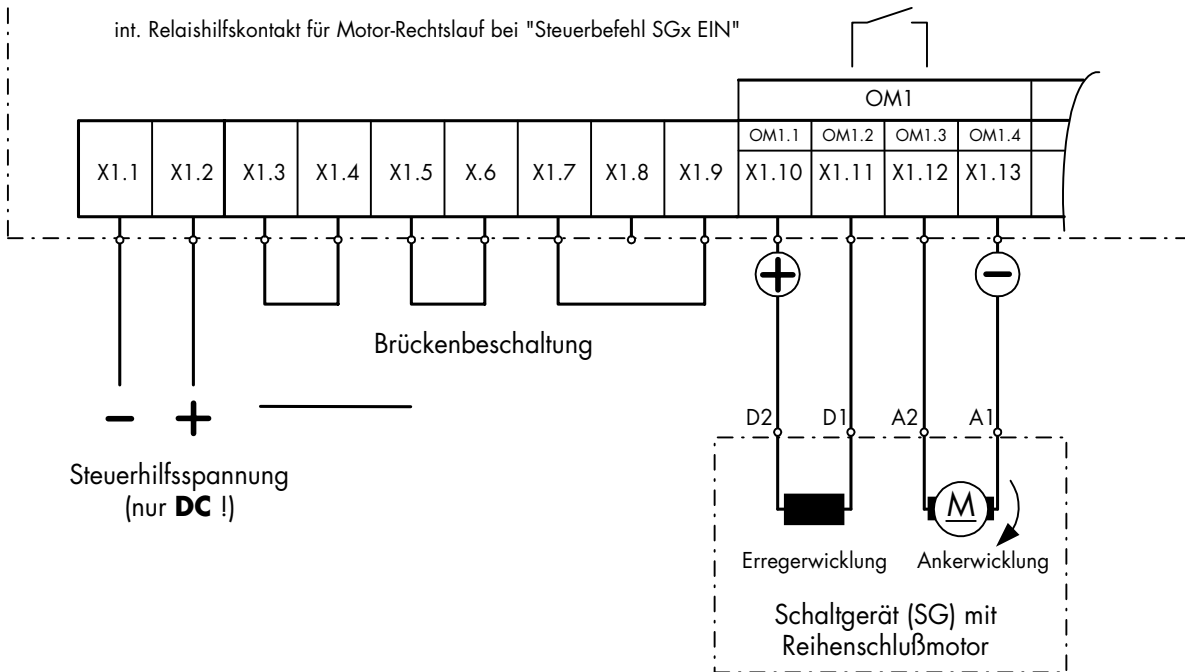 int. Relaishilfskontakt für Motor-Rechtslauf bei "Steuerbefehl SGx EIN"
OM1
OM1.1 OM1.2 OM1.3 OM1.4
X1.1 X1.2 X1.3 X1.4 X1.5 X.6 X1.7 X1.8 X1.9 X1.10 X1.11 X1.12 X1.13
+ −
Brückenbeschaltung
− +
D2 D1 A2 A1
Steuerhilfsspannung
(nur DC !)
M
Erregerwicklung Ankerwicklung
Schaltgerät (SG) mit
Reihenschlußmotor